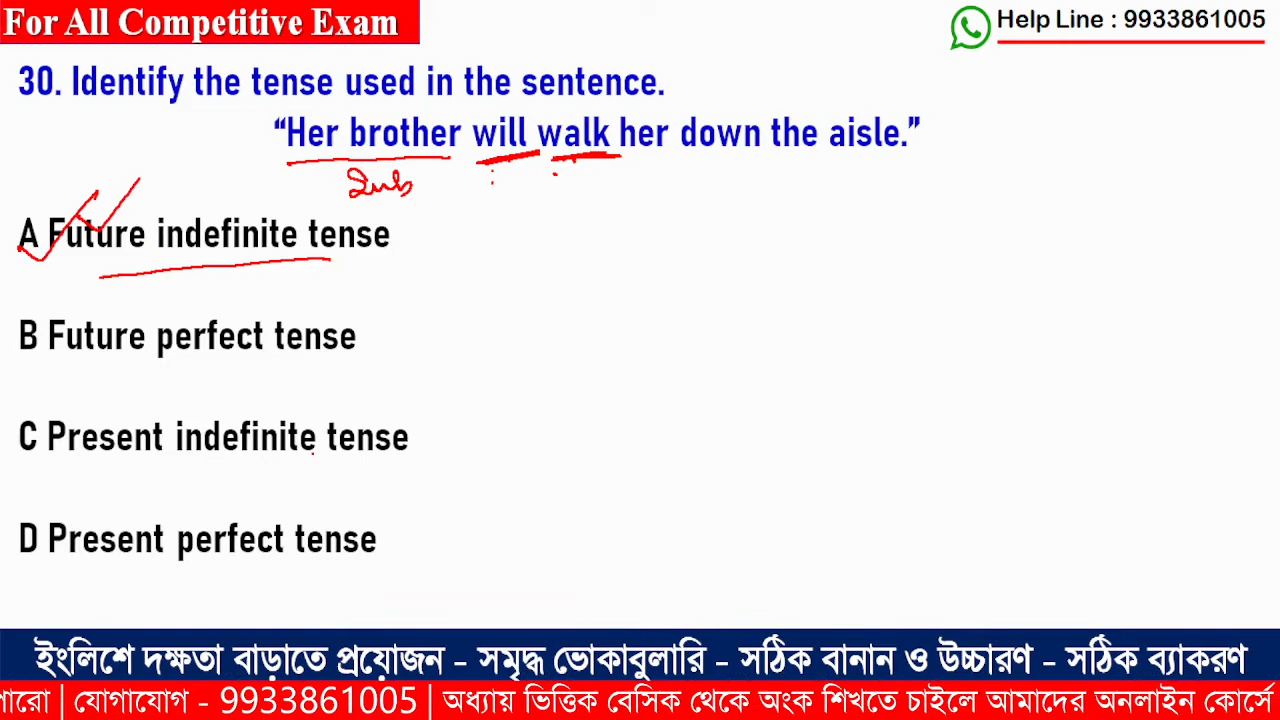 For All Competitive Exam
Help Line : 9933861005
30. Identify the tense used in the sentence.
“Her brother will walk her down the aisle.”
Sub
A Future indefinite tense
B Future perfect tense
C Present indefinite tense
D Present perfect tense
ইংলিশে দক্ষতা বাড়াতে প্রয়োজন - সমৃদ্ধ ভোকাবুলারি - সঠিক বানান ও উচ্চারণ - সঠিক ব্যাকরণ
পারো | যোগাযোগ - 9933861005 | অধ্যায় ভিত্তিক বেসিক থেকে অংক শিখতে চাইলে আমাদের অনলাইন কোর্সে